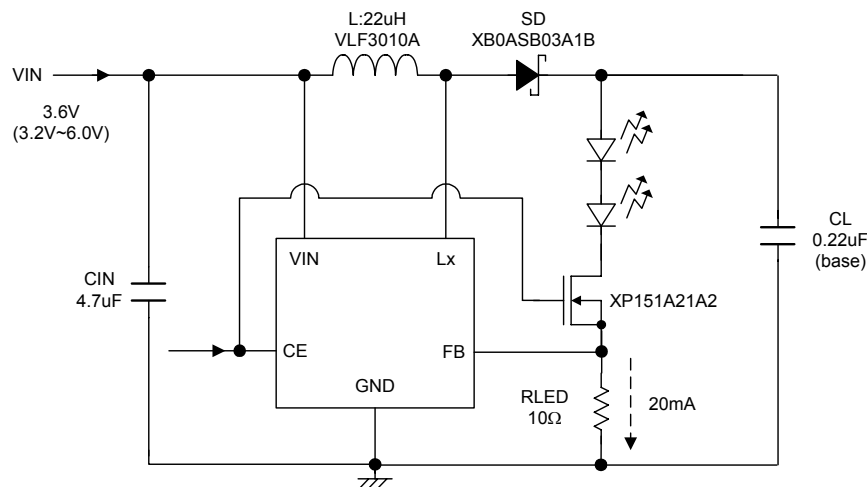 L:22uH
VLF3010A
SD
XB0ASB03A1B
VIN
3.6V
(3.2V~6.0V)
VIN
Lx
CL
0.22uF
(base)
CIN
4.7uF
XP151A21A2
CE
FB
GND
RLED
10Ω
20mA